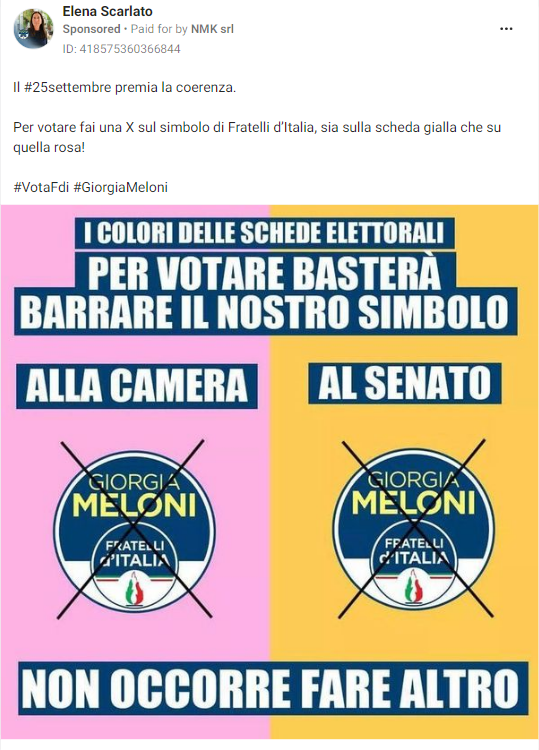 Elena Scarlato
Sponsored • Paid for by NMK srl
ID: 418575360366844
Il #25settembre premia la coerenza.
Per votare fai una X sul simbolo di Fratelli d'Italia, sia sulla scheda gialla che su
quella rosa!
#VotaFdi #GiorgiaMeloni
I COLORI DELLE SCHEDE ELETTORALI
PER VOTARE BASTERÀ
BARRARE IL NOSTRO SIMBOLO
ALLA CAMERA
AL SENATO
GIORGIA
MELONI
FRATELLI
d'ITALIA
GIORGIA
MELONI
FRATELLI
d'ITALIA
NON OCCORRE FARE ALTRO